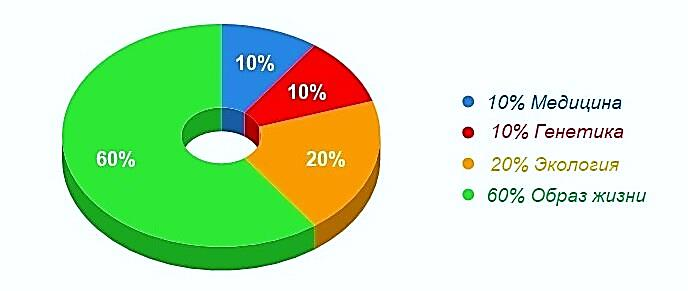 10%
10%
20%
60%
10% Медицина
10% Генетика
20% Экология
60% Образ жизни